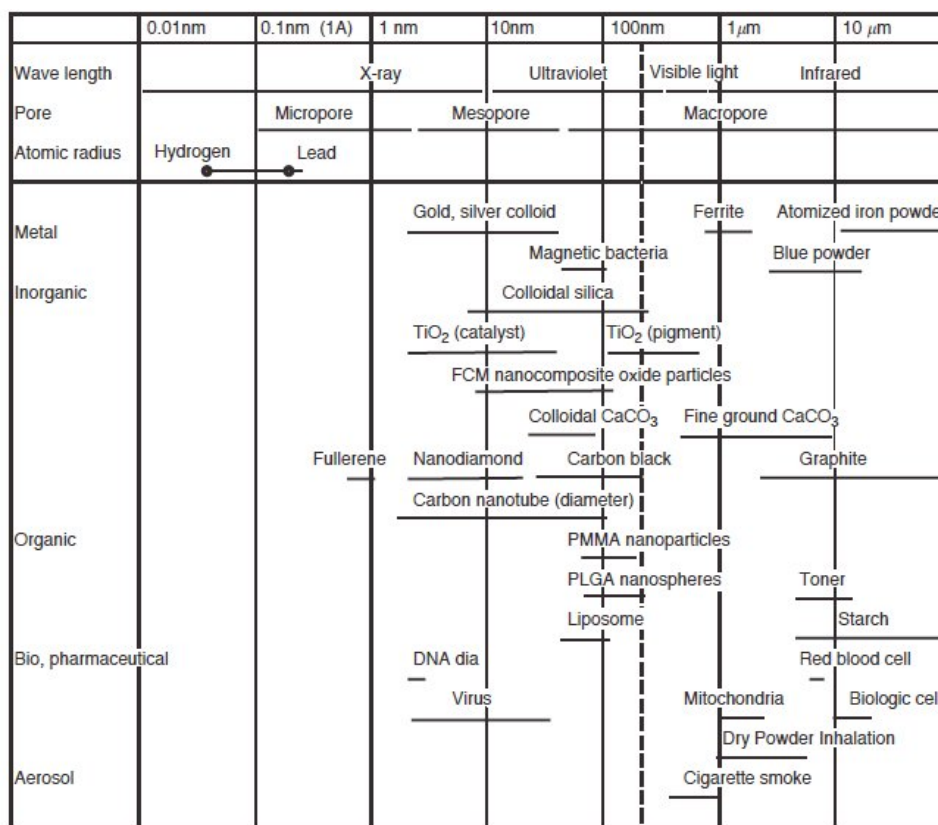 0.01nm 0.1nm (1A) 1 nm 10nm 100nm 1μm 10 μm
Wave length X-ray Ultraviolet Visible light Infrared
Pore Micropore Mesopore Macropore
Atomic radius Hydrogen Lead
Gold, silver colloid Ferrite Atomized iron powde
Metal
Magnetic bacteria Blue powder
Inorganic Colloidal silica
TiO₂ (catalyst) TiO₂ (pigment)
FCM nanocomposite oxide particles
Colloidal CaCO₃ Fine ground CaCO₃
Fullerene Nanodiamond Carbon black Graphite
Carbon nanotube (diameter)
Organic PMMA nanoparticles
PLGA nanospheres Toner
Liposome Starch
Bio, pharmaceutical DNA dia Red blood cell
Virus Mitochondria Biologic cel
Dry Powder Inhalation
Aerosol Cigarette smoke